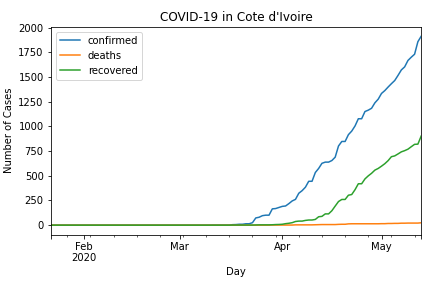 COVID-19 in Cote d'Ivoire
confirmed
deaths
recovered
Number of Cases
2000
1750
1500
1250
1000
750
500
250
0
Feb
2020
Mar
Apr
May
Day